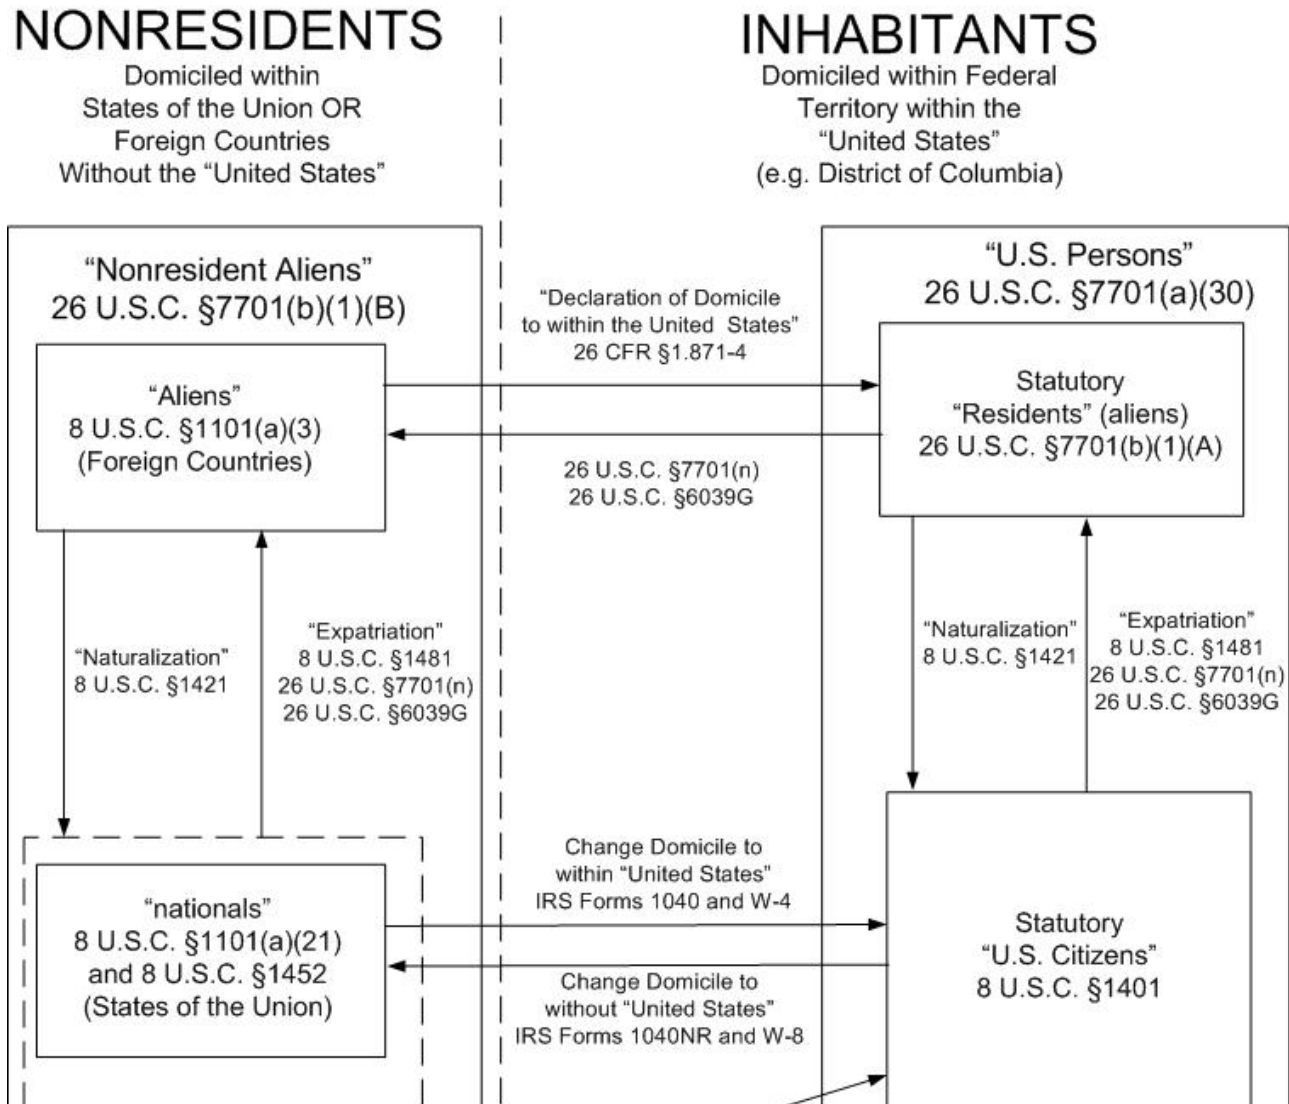 NONRESIDENTS
Domiciled within
States of the Union OR
Foreign Countries
Without the “United States”
INHABITANTS
Domiciled within Federal
Territory within the
“United States”
(e.g. District of Columbia)
“Nonresident Aliens”
26 U.S.C. §7701(b)(1)(B)
“Aliens”
8 U.S.C. §1101(a)(3)
(Foreign Countries)
“Declaration of Domicile
to within the United States”
26 CFR §1.871-4
26 U.S.C. §7701(n)
26 U.S.C. §6039G
“U.S. Persons”
26 U.S.C. §7701(a)(30)
Statutory
“Residents” (aliens)
26 U.S.C. §7701(b)(1)(A)
“Naturalization”
8 U.S.C. §1421
“Expatriation”
8 U.S.C. §1481
26 U.S.C. §7701(n)
26 U.S.C. §6039G
“Naturalization”
8 U.S.C. §1421
“Expatriation”
8 U.S.C. §1481
26 U.S.C. §7701(n)
26 U.S.C. §6039G
“nationals”
8 U.S.C. §1101(a)(21)
and 8 U.S.C. §1452
(States of the Union)
Change Domicile to
within “United States”
IRS Forms 1040 and W-4
Change Domicile to
without “United States”
IRS Forms 1040NR and W-8
Statutory
“U.S. Citizens”
8 U.S.C. §1401